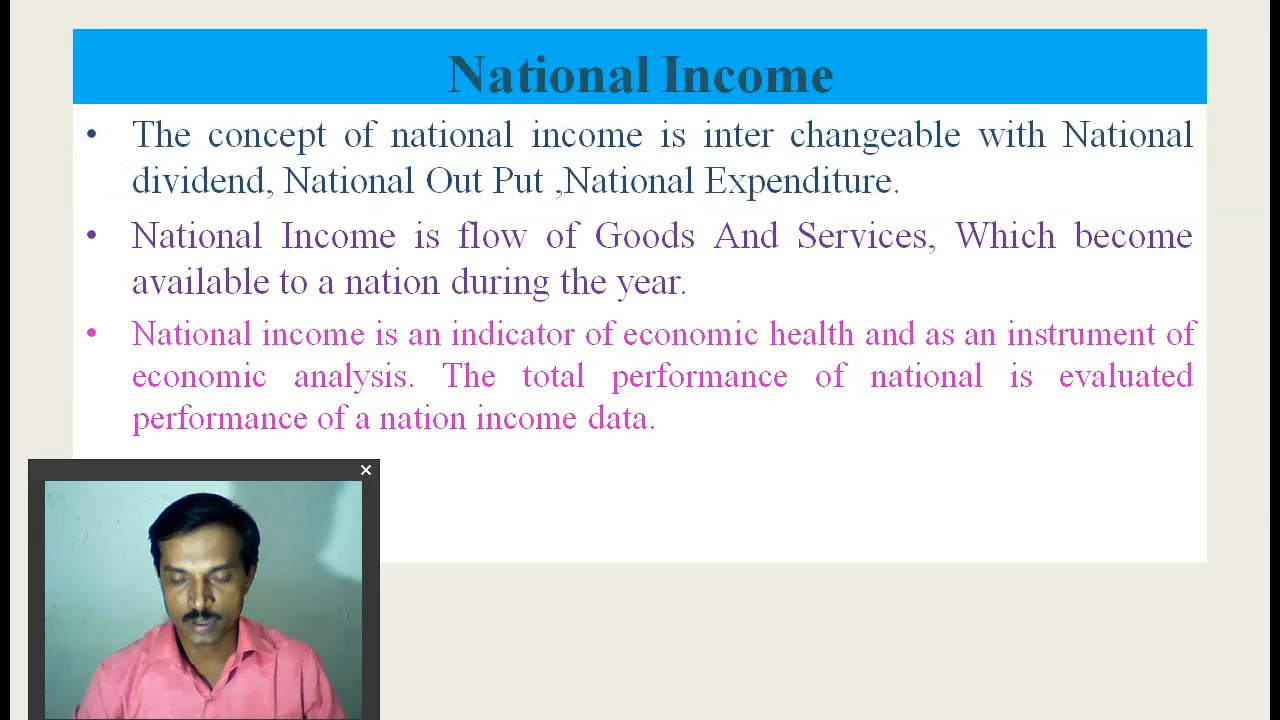 National Income
• The concept of national income is inter changeable with National
dividend, National Out Put ,National Expenditure.
• National Income is flow of Goods And Services, Which become
available to a nation during the year.
• National income is an indicator of economic health and as an instrument of
economic analysis. The total performance of national is evaluated
performance of a nation income data.